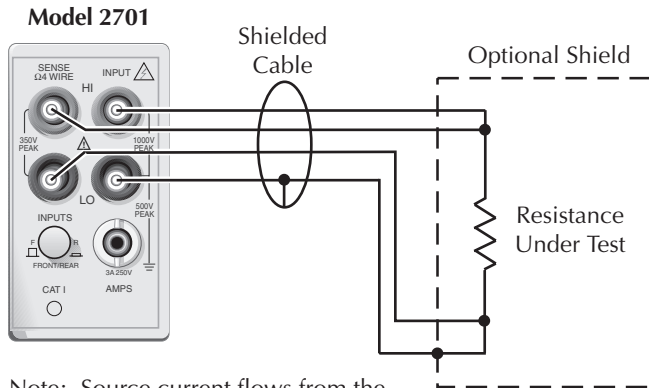 Model 2701
Shielded
Cable
Optional Shield
SENSE
Ω4 WIRE
INPUT
HI
350V
PEAK
1000V
PEAK
LO
500V
PEAK
INPUTS
F
R
FRONT/REAR
3A 250V
CAT I
AMPS
Resistance
Under Test
Note: Source current flows from the